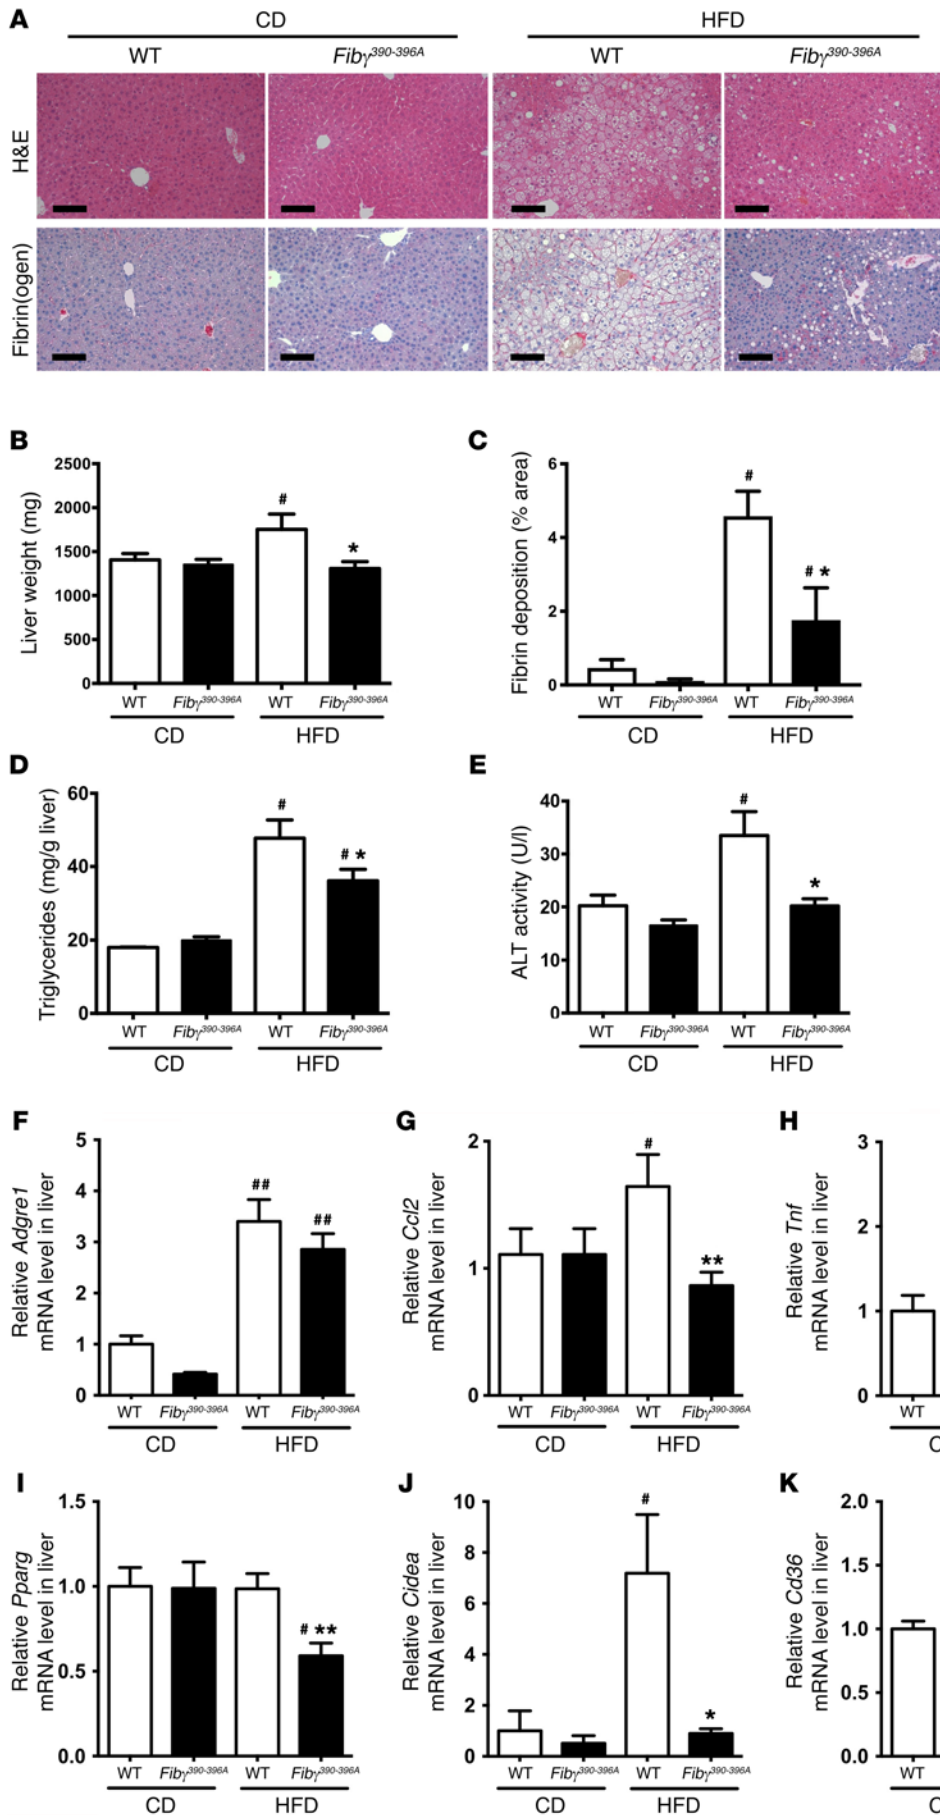 A
CD HFD
WT Fibγ390-396A WT Fibγ390-396A
H&E
Fibrin(ogen)
B
Liver weight (mg)
2500
2000
1500
1000
500
0
#
*
WT Fibγ390-396A WT Fibγ390-396A
CD HFD
C
Fibrin deposition (% area)
6
4
2
0
#
# *
WT Fibγ390-396A WT Fibγ390-396A
CD HFD
D
Triglycerides (mg/g liver)
60
40
20
0
#
# *
WT Fibγ390-396A WT Fibγ390-396A
CD HFD
E
ALT activity (U/l)
40
30
20
10
0
#
*
WT Fibγ390-396A WT Fibγ390-396A
CD HFD
F
Relative Adgre1
mRNA level in liver
5
4
3
2
1
0
##
##
WT Fibγ390-396A WT Fibγ390-396A
CD HFD
G
Relative Ccl2
mRNA level in liver
2
1
0
#
**
WT Fibγ390-396A WT Fibγ390-396A
CD HFD
H
Relative Tnf
mRNA level in liver
3
2
1
0
WT
C
I
Relative Pparg
mRNA level in liver
1.5
1.0
0.5
0.0
# **
WT Fibγ390-396A WT Fibγ390-396A
CD HFD
J
Relative Cidea
mRNA level in liver
10
8
6
4
2
0
#
*
WT Fibγ390-396A WT Fibγ390-396A
CD HFD
K
Relative Cd36
mRNA level in liver
2.0
1.5
1.0
0.5
0.0
WT
C